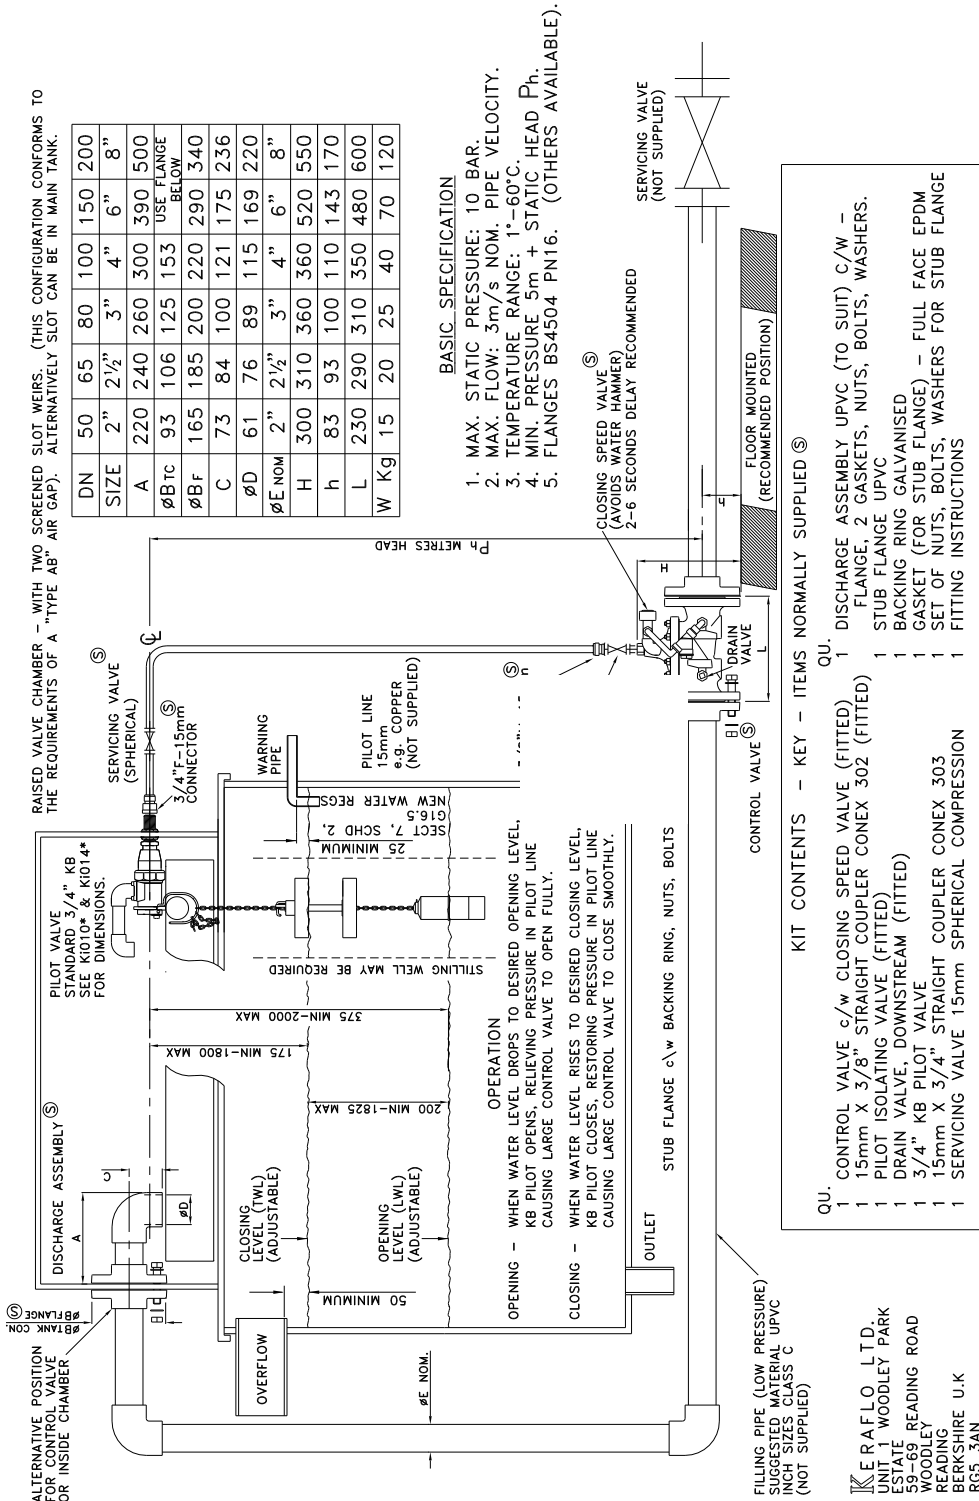 RAISED VALVE CHAMBER – WITH TWO SCREENED SLOT WEIRS. (THIS CONFIGURATION CONFORMS TO
THE REQUIREMENTS OF A "TYPE AB" AIR GAP). ALTERNATIVELY SLOT CAN BE IN MAIN TANK.
DN 50 65 80 100 150 200
SIZE 2" 2½" 3" 4" 6" 8"
A 220 240 260 300 390 500
øBTC 93 106 125 153 USE FLANGE
BELOW
øBF 165 185 200 220 290 340
C 73 84 100 121 175 236
øD 61 76 89 115 169 220
øE NOM 2" 2½" 3" 4" 6" 8"
H 300 310 360 360 520 550
h 83 93 100 110 143 170
L 230 290 310 350 480 600
W Kg 15 20 25 40 70 120
BASIC SPECIFICATION
1. MAX. STATIC PRESSURE: 10 BAR.
2. MAX. FLOW: 3m/s NOM. PIPE VELOCITY.
3. TEMPERATURE RANGE: 1°-60°C.
4. MIN. PRESSURE 5m + STATIC HEAD Ph.
5. FLANGES BS4504 PN16. (OTHERS AVAILABLE).
ALTERNATIVE POSITION
FOR CONTROL VALVE
OR INSIDE CHAMBER
øBTANK CON.
øBFLANGE
Ⓢ
DISCHARGE ASSEMBLY Ⓢ
A
C
øD
PILOT VALVE
STANDARD 3/4" KB
SEE Ki010* & Ki014*
FOR DIMENSIONS.
SERVICING VALVE Ⓢ
(SPHERICAL)
3/4"F-15mm Ⓢ
CONNECTOR
℄
Ph METRES HEAD
WARNING
PIPE
PILOT LINE
15mm
e.g. COPPER
(NOT SUPPLIED)
25 MINIMUM
SECT 7, SCHD 2,
G16.5
NEW WATER REGS
STILLING WELL MAY BE REQUIRED
375 MIN-2000 MAX
175 MIN-1800 MAX
200 MIN-1825 MAX
CLOSING
LEVEL (TWL)
(ADJUSTABLE)
OPENING
LEVEL (LWL)
(ADJUSTABLE)
50 MINIMUM
OVERFLOW
øE NOM.
OPERATION
OPENING – WHEN WATER LEVEL DROPS TO DESIRED OPENING LEVEL,
KB PILOT OPENS, RELIEVING PRESSURE IN PILOT LINE
CAUSING LARGE CONTROL VALVE TO OPEN FULLY.
CLOSING – WHEN WATER LEVEL RISES TO DESIRED CLOSING LEVEL,
KB PILOT CLOSES, RESTORING PRESSURE IN PILOT LINE
CAUSING LARGE CONTROL VALVE TO CLOSE SMOOTHLY.
OUTLET
STUB FLANGE c\w BACKING RING, NUTS, BOLTS
Ⓢ
CLOSING SPEED VALVE Ⓢ
(AVOIDS WATER HAMMER)
2-6 SECONDS DELAY RECOMMENDED
SERVICING VALVE
(NOT SUPPLIED)
H
h
L
DRAIN
VALVE
CONTROL VALVE Ⓢ
FLOOR MOUNTED
(RECOMMENDED POSITION)
FILLING PIPE (LOW PRESSURE)
SUGGESTED MATERIAL UPVC
INCH SIZES CLASS C
(NOT SUPPLIED)
KIT CONTENTS – KEY – ITEMS NORMALLY SUPPLIED Ⓢ
QU.
1 CONTROL VALVE c/w CLOSING SPEED VALVE (FITTED)
1 15mm X 3/8" STRAIGHT COUPLER CONEX 302 (FITTED)
1 PILOT ISOLATING VALVE (FITTED)
1 DRAIN VALVE, DOWNSTREAM (FITTED)
1 3/4" KB PILOT VALVE
1 15mm X 3/4" STRAIGHT COUPLER CONEX 303
1 SERVICING VALVE 15mm SPHERICAL COMPRESSION
QU.
1 DISCHARGE ASSEMBLY UPVC (TO SUIT) C/W –
FLANGE, 2 GASKETS, NUTS, BOLTS, WASHERS.
1 STUB FLANGE UPVC
1 BACKING RING GALVANISED
1 GASKET (FOR STUB FLANGE) – FULL FACE EPDM
1 SET OF NUTS, BOLTS, WASHERS FOR STUB FLANGE
1 FITTING INSTRUCTIONS
KERAFLO LTD.
UNIT 1 WOODLEY PARK
ESTATE
59-69 READING ROAD
WOODLEY
READING
BERKSHIRE U.K
RG5 3AN